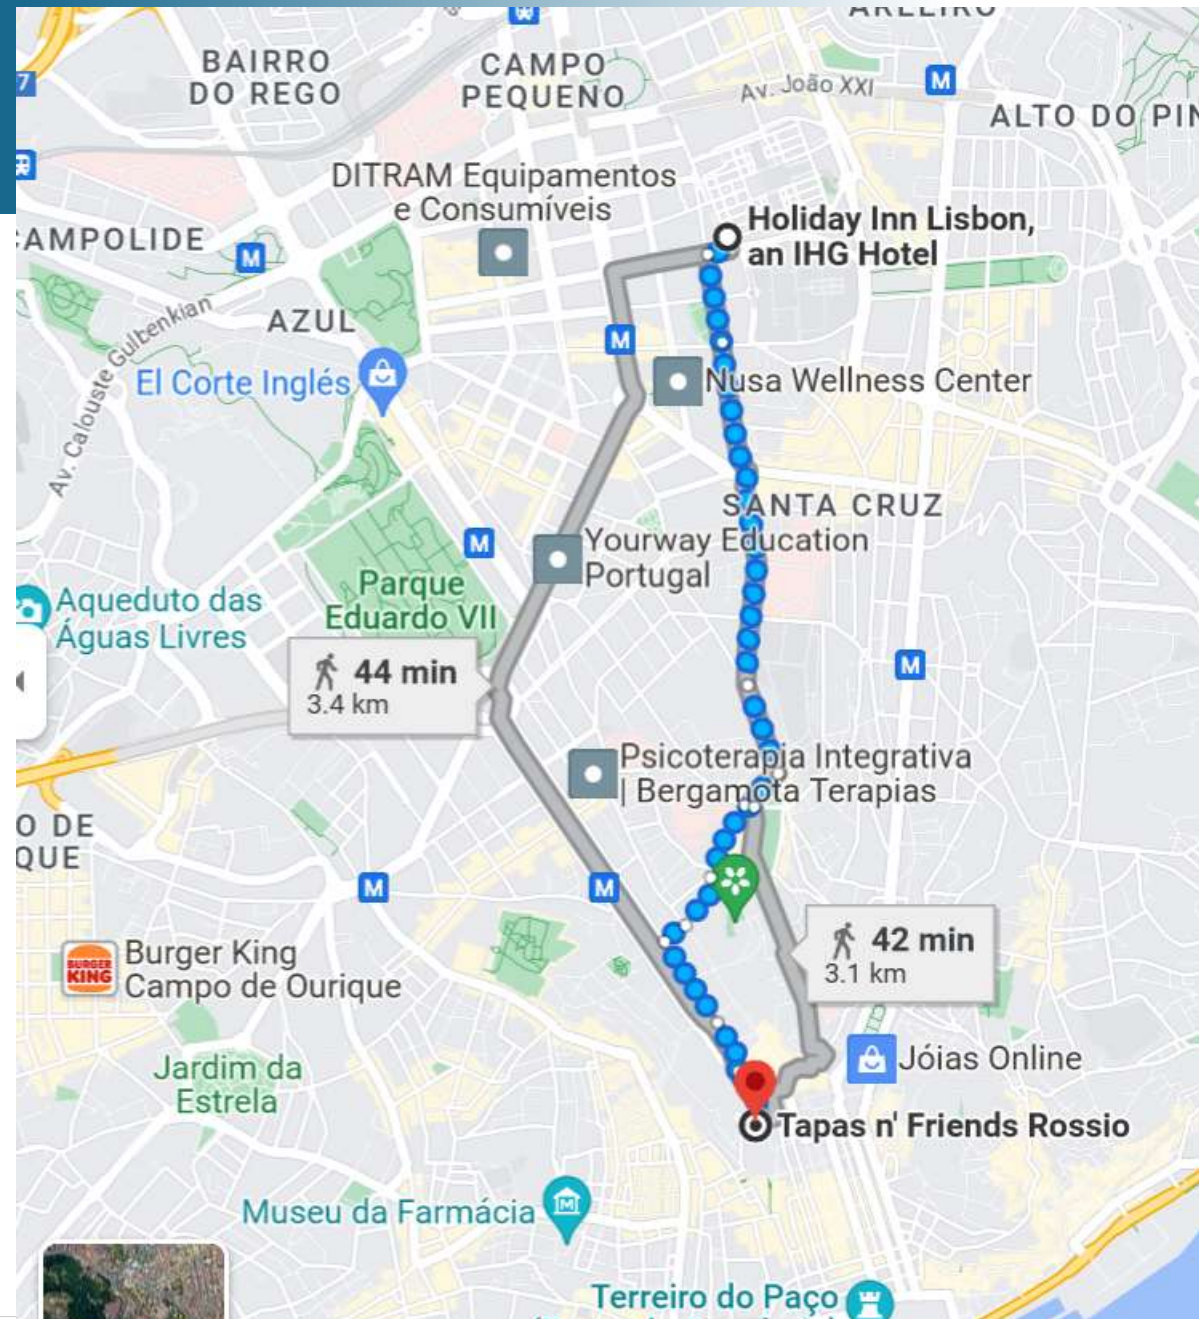 AREEIRO
BAIRRO
DO REGO
CAMPO
PEQUENO
Av. João XXI
M
7
ALTO DO PIN
DITRAM Equipamentos
e Consumíveis
CAMPOLIDE
M
Holiday Inn Lisbon,
an IHG Hotel
Av. Calouste Gulbenkian
AZUL
M
El Corte Inglés
Nusa Wellness Center
SANTA CRUZ
M
Yourway Education
Portugal
Parque
Eduardo VII
Aqueduto das
Águas Livres
M
44 min
3.4 km
Psicoterapia Integrativa
| Bergamota Terapias
O DE
QUE
M
M
42 min
3.1 km
BURGER
KING
Burger King
Campo de Ourique
Jóias Online
Jardim da
Estrela
Tapas n' Friends Rossio
Museu da Farmácia
M
Terreiro do Paço